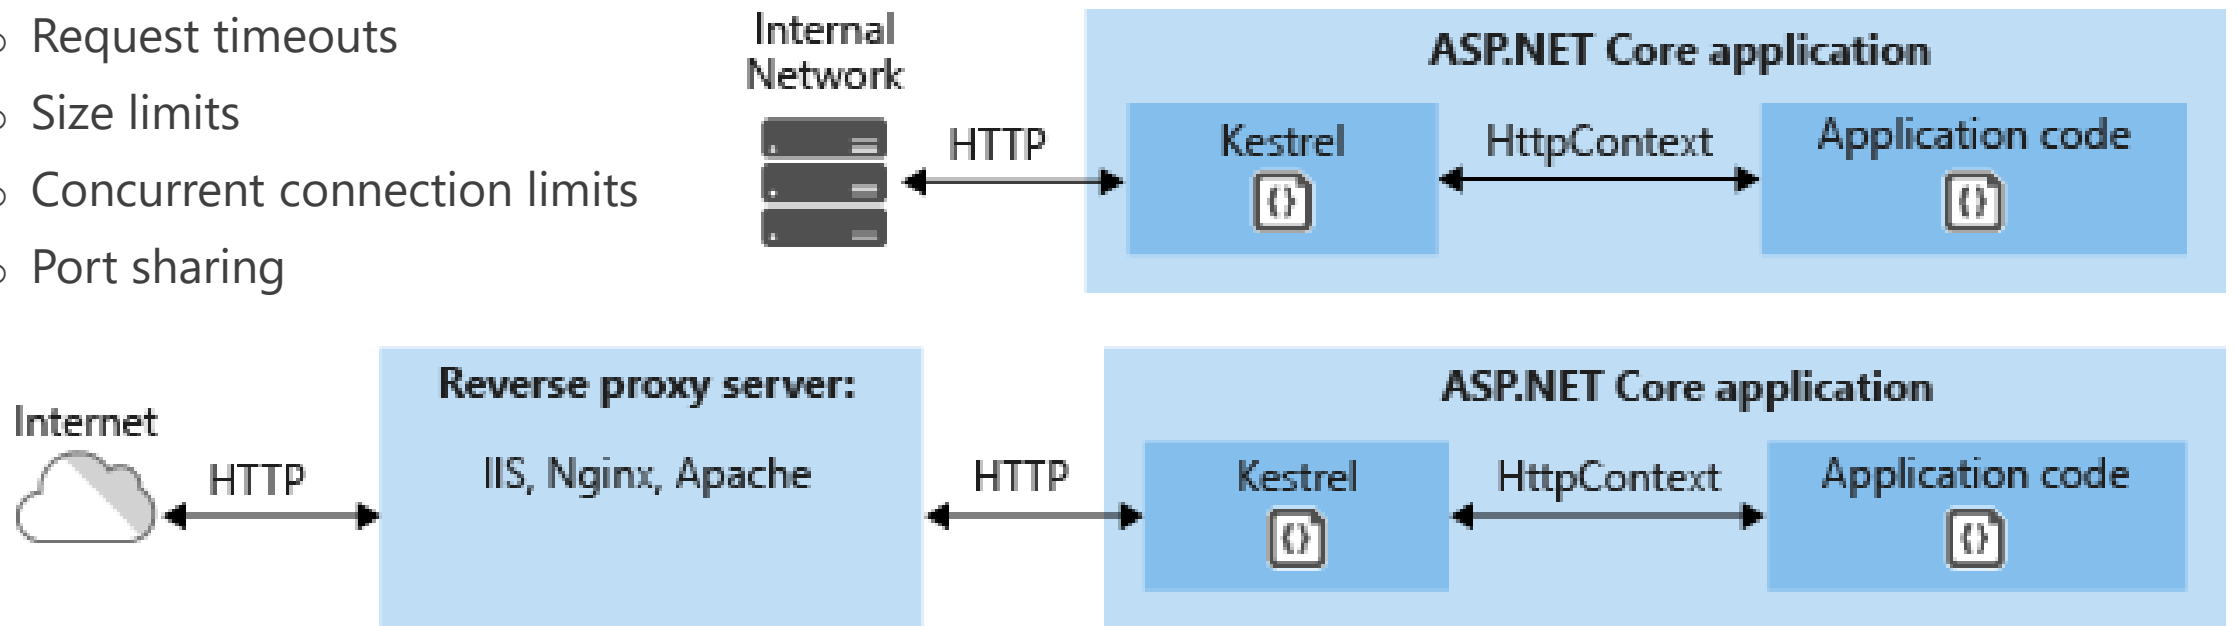 Request timeouts
Size limits
Concurrent connection limits
Port sharing
Internal
Network
HTTP
ASP.NET Core application
Kestrel
HttpContext
Application code
Internet
HTTP
Reverse proxy server:
IIS, Nginx, Apache
HTTP
ASP.NET Core application
Kestrel
HttpContext
Application code